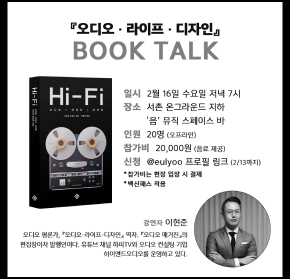 『오디오 · 라이프 · 디자인』
BOOK TALK
Hi-Fi
일시 2월 16일 수요일 저녁 7시
장소 서촌 온그라운드 지하
'음' 뮤직 스페이스 바
인원 20명 (오프라인)
참가비 20,000원 (음료 제공)
신청 @eulyoo 프로필 링크 (2/13까지)
*참가비는 현장 입장 시 결제
*백신패스 적용
강연자 이현준
오디오 평론가, 『오디오·라이프·디자인』 역자. 『오디오 매거진』의
편집장이자 발행인이다. 유튜브 채널 하피TV와 오디오 컨설팅 기업
하이엔드오디오를 운영하고 있다.